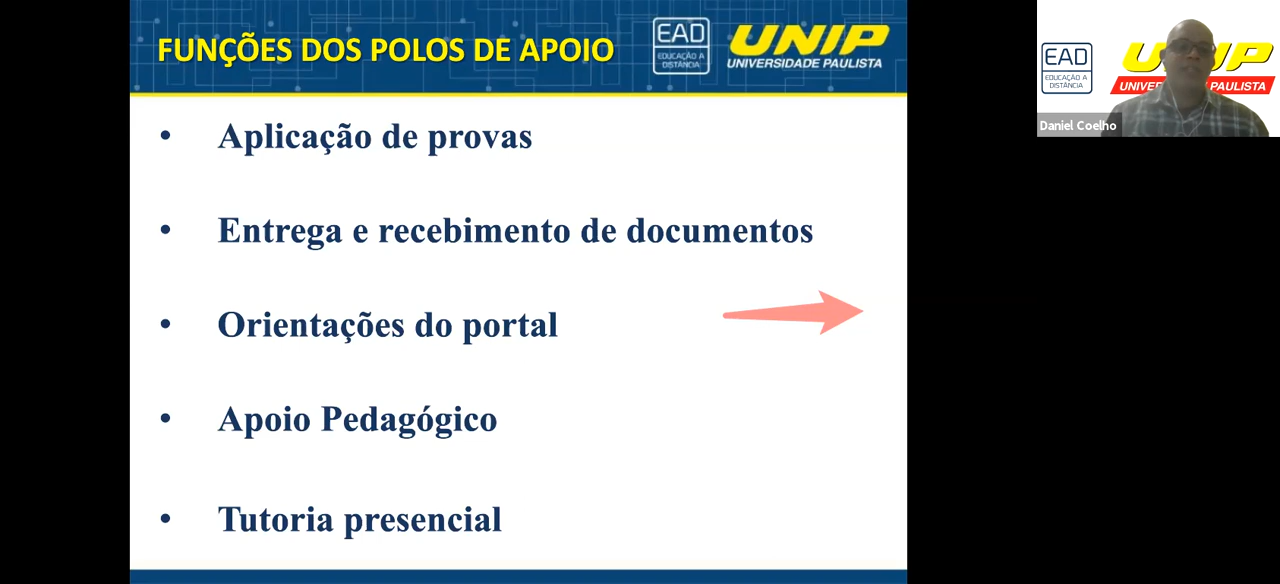 FUNÇÕES DOS POLOS DE APOIO
EAD
EDUCAÇÃO A
DISTÂNCIA
UNIP
UNIVERSIDADE PAULISTA
• Aplicação de provas
• Entrega e recebimento de documentos
• Orientações do portal
• Apoio Pedagógico
• Tutoria presencial
EAD
EDUCAÇÃO A
DISTÂNCIA
UNIP
PAULISTA
Daniel Coelho